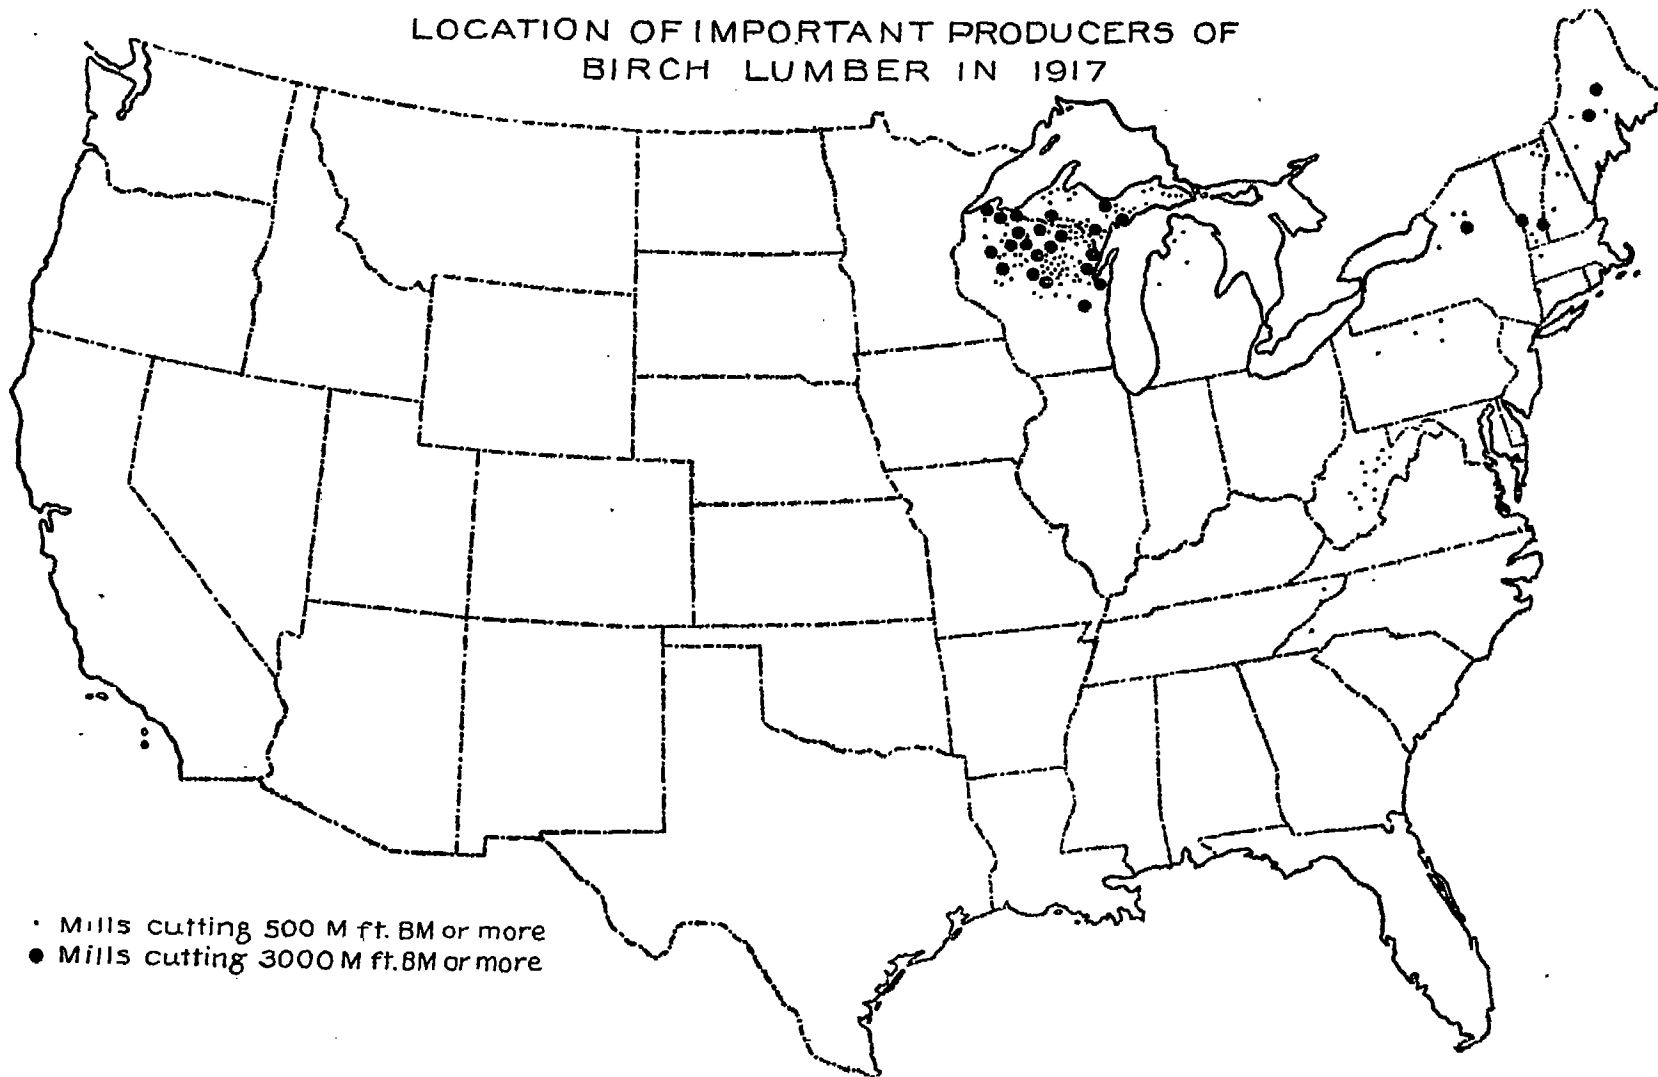 LOCATION OF IMPORTANT PRODUCERS OF
BIRCH LUMBER IN 1917
· Mills cutting 500 M ft. BM or more
● Mills cutting 3000 M ft. BM or more